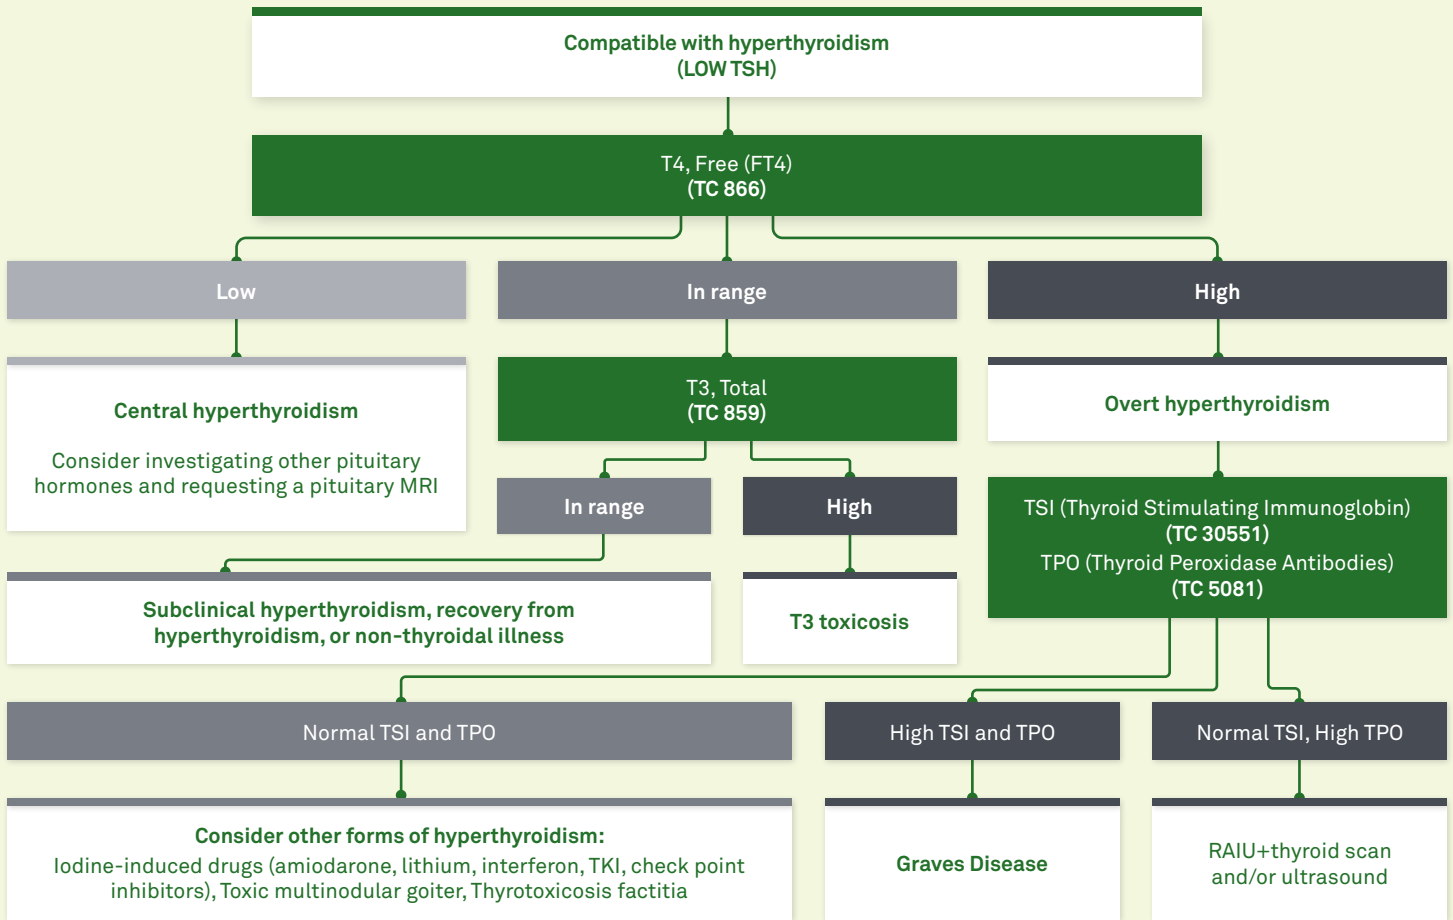 Compatible with hyperthyroidism
(LOW TSH)
T4, Free (FT4)
(TC 866)
Low
In range
High
Central hyperthyroidism
Consider investigating other pituitary
hormones and requesting a pituitary MRI
T3, Total
(TC 859)
Overt hyperthyroidism
In range
High
TSI (Thyroid Stimulating Immunoglobin)
(TC 30551)
TPO (Thyroid Peroxidase Antibodies)
(TC 5081)
Subclinical hyperthyroidism, recovery from
hyperthyroidism, or non-thyroidal illness
T3 toxicosis
Normal TSI and TPO
High TSI and TPO
Normal TSI, High TPO
Consider other forms of hyperthyroidism:
Iodine-induced drugs (amiodarone, lithium, interferon, TKI, check point
inhibitors), Toxic multinodular goiter, Thyrotoxicosis factitia
Graves Disease
RAIU+thyroid scan
and/or ultrasound